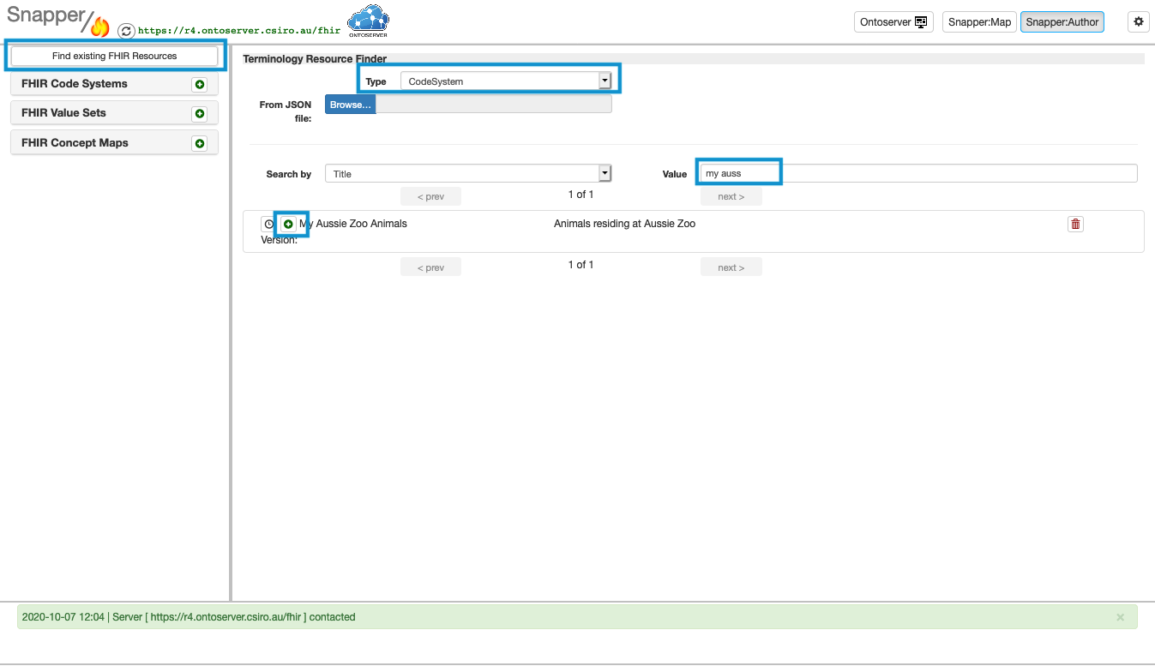 Snapper/
https://r4.ontoserver.csiro.au/fhir
ONTOSERVER
Ontoserver
Snapper:Map
Snapper:Author
Find existing FHIR Resources
FHIR Code Systems
FHIR Value Sets
FHIR Concept Maps
Terminology Resource Finder
Type CodeSystem
From JSON file: Browse...
Search by Title Value my auss
< prev 1 of 1 next >
My Aussie Zoo Animals Animals residing at Aussie Zoo
Version:
< prev 1 of 1 next >
2020-10-07 12:04 | Server [ https://r4.ontoserver.csiro.au/fhir ] contacted ×